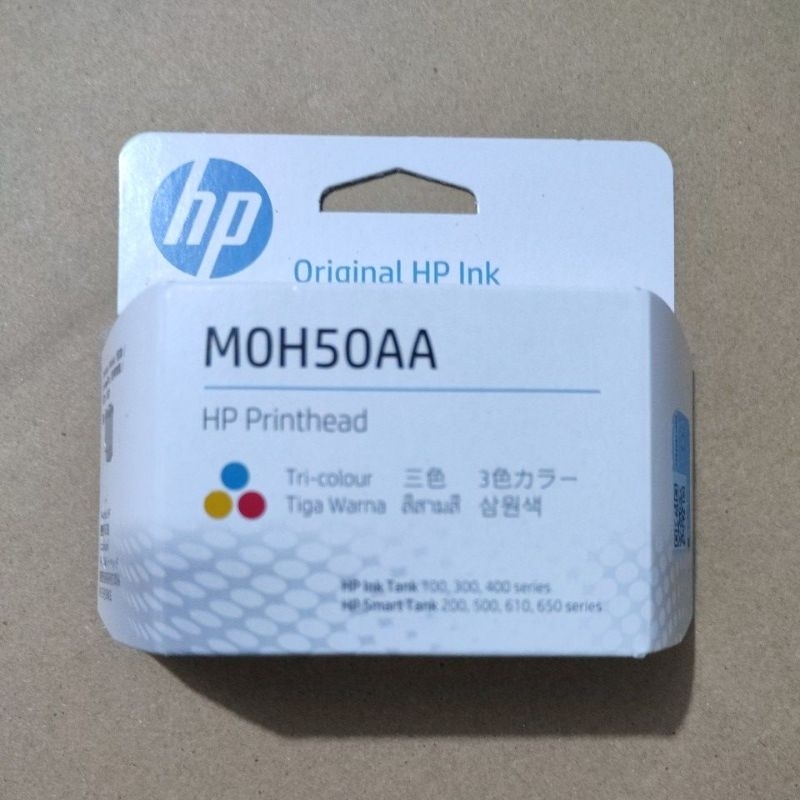 hp
Original HP Ink
M0H50AA
HP Printhead
Tri-colour 三色 3色カラー
Tiga Warna สีสามสี 삼원색
HP Ink Tank 100, 300, 400 series
HP Smart Tank 200, 500, 610, 650 series